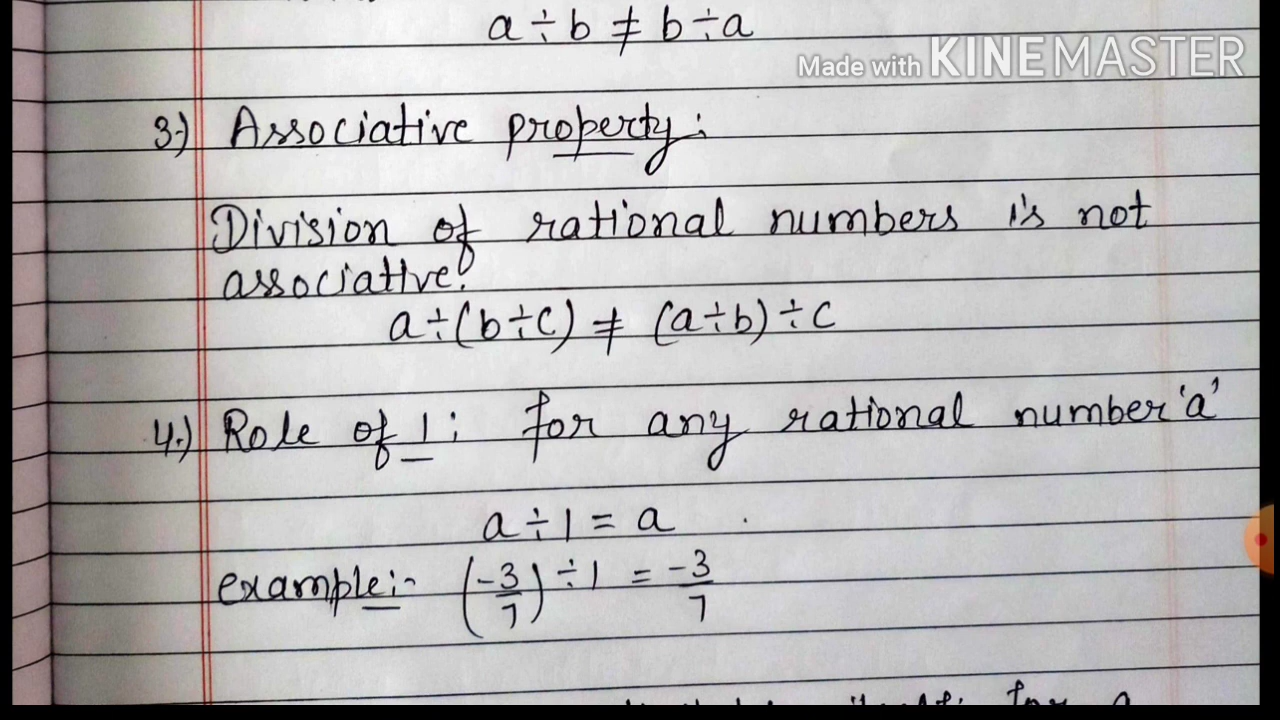 a÷b ≠ b÷a
Made with KINEMASTER
3.) Associative property:
Division of rational numbers is not
associative.
a÷(b÷c) ≠ (a÷b)÷c
4.) Role of 1: for any rational number 'a'
a÷1 = a
example:- (-3/7)÷1 = -3/7
for a